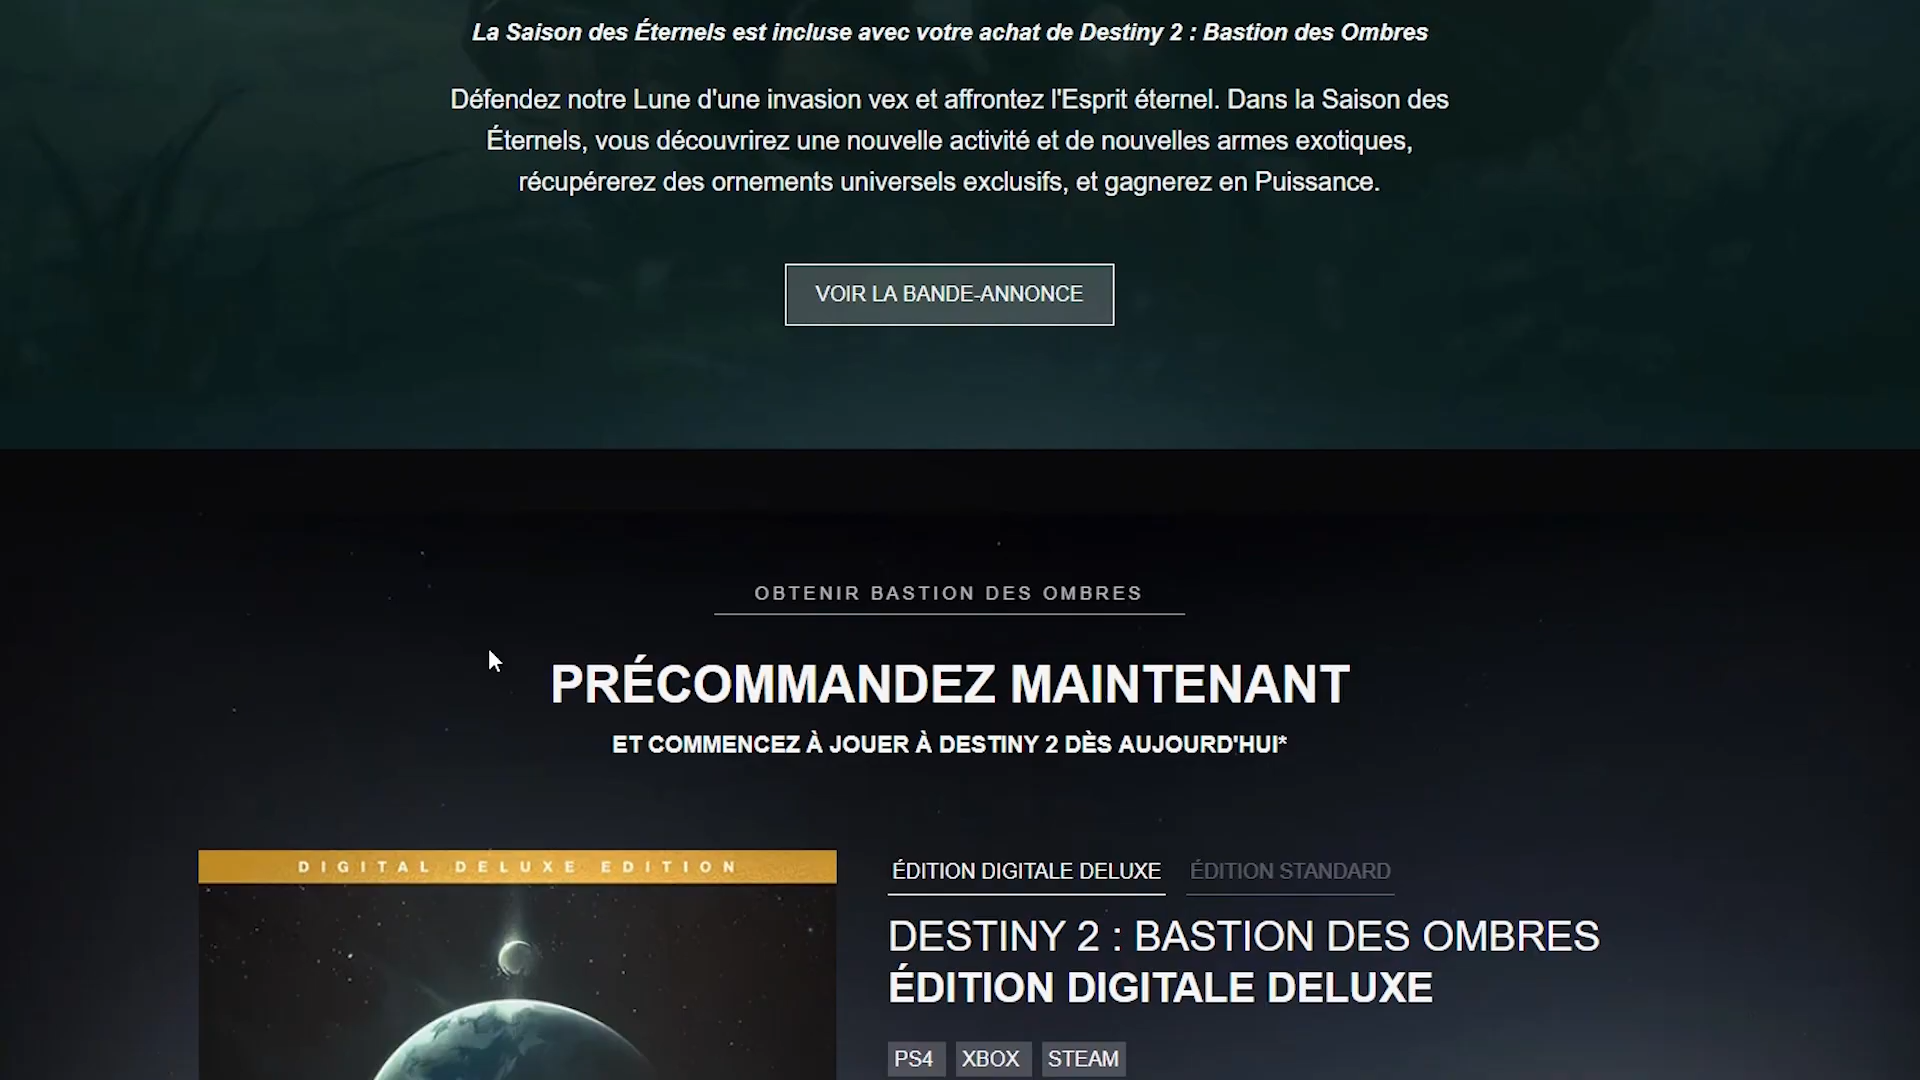 La Saison des Éternels est incluse avec votre achat de Destiny 2 : Bastion des Ombres
Défendez notre Lune d'une invasion vex et affrontez l'Esprit éternel. Dans la Saison des
Éternels, vous découvrirez une nouvelle activité et de nouvelles armes exotiques,
récupérerez des ornements universels exclusifs, et gagnerez en Puissance.
VOIR LA BANDE-ANNONCE
OBTENIR BASTION DES OMBRES
PRÉCOMMANDEZ MAINTENANT
ET COMMENCEZ À JOUER À DESTINY 2 DÈS AUJOURD'HUI*
DIGITAL DELUXE EDITION
ÉDITION DIGITALE DELUXE ÉDITION STANDARD
DESTINY 2 : BASTION DES OMBRES
ÉDITION DIGITALE DELUXE
PS4 XBOX STEAM